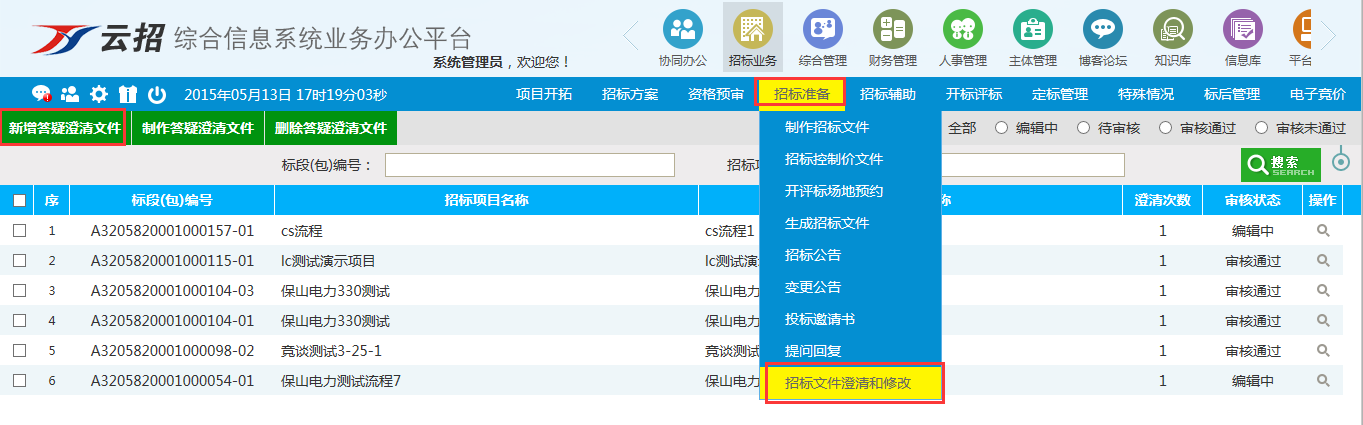 云招 综合信息系统业务办公平台
系统管理员，欢迎您！
协同办公 招标业务 综合管理 财务管理 人事管理 主体管理 博客论坛 知识库 信息库 平台
2015年05月13日 17时19分03秒 项目开拓 招标方案 资格预审 招标准备 招标辅助 开标评标 定标管理 特殊情况 标后管理 电子竞价
新增答疑澄清文件 制作答疑澄清文件 删除答疑澄清文件 全部 编辑中 待审核 审核通过 审核未通过
标段(包)编号： 招标项 搜索
SEARCH
序 标段(包)编号 招标项目名称 称 澄清次数 审核状态 操作
1 A3205820001000157-01 cs流程 cs流程1 1 编辑中
2 A3205820001000115-01 lc测试演示项目 lc测试演 1 审核通过
3 A3205820001000104-03 保山电力330测试 保山电力 1 审核通过
4 A3205820001000104-01 保山电力330测试 保山电力 1 审核通过
5 A3205820001000098-02 竞谈测试3-25-1 竞谈测试 1 审核通过
6 A3205820001000054-01 保山电力测试流程7 保山电力 1 编辑中
制作招标文件
招标控制价文件
开评标场地预约
生成招标文件
招标公告
变更公告
投标邀请书
提问回复
招标文件澄清和修改